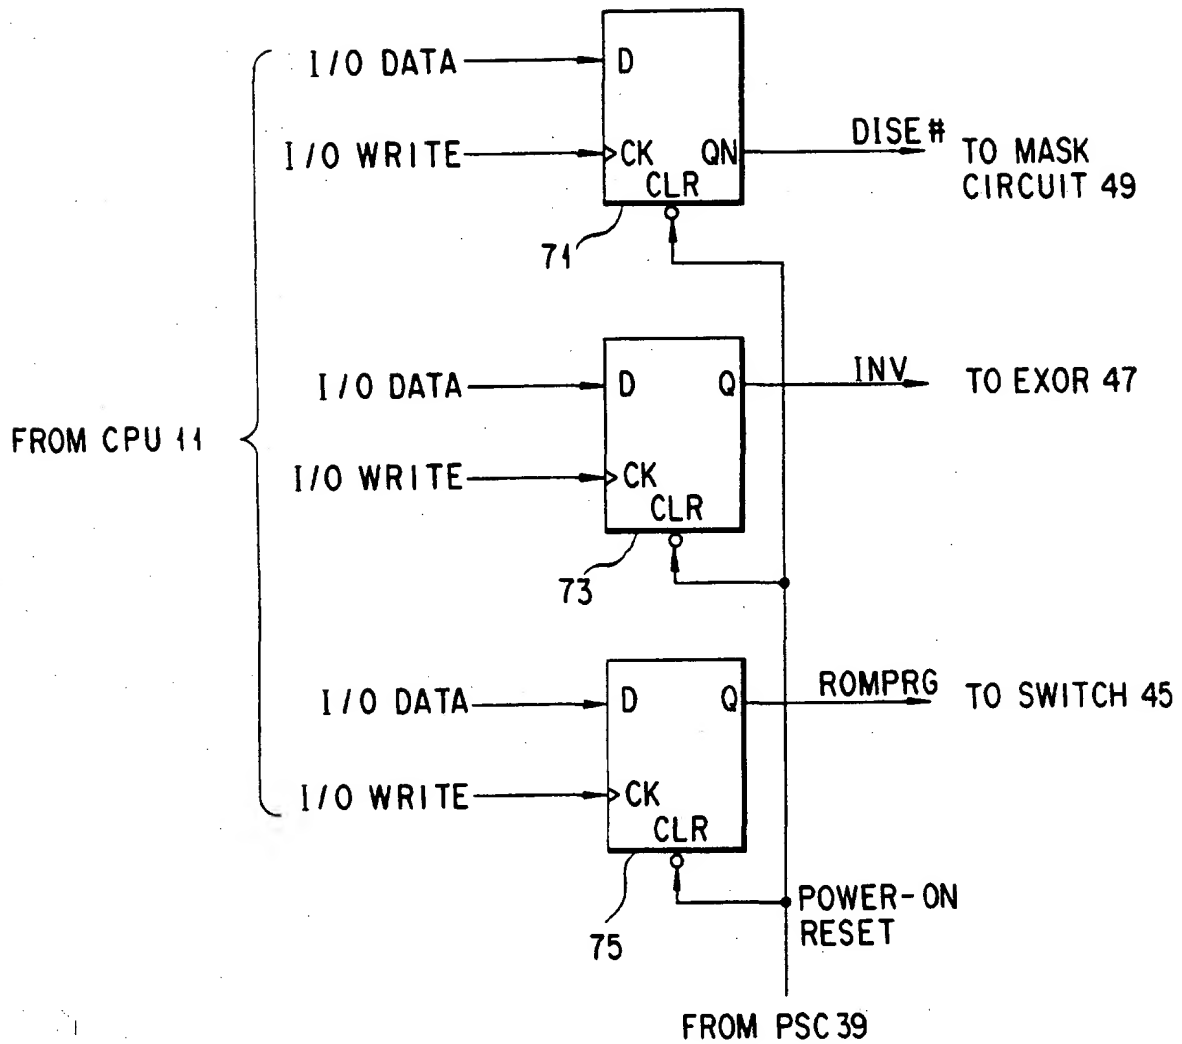 I/O DATA
D
I/O WRITE
CK
QN
CLR
DISE#
TO MASK
CIRCUIT 49
71
FROM CPU 11
I/O DATA
D
Q
INV
TO EXOR 47
I/O WRITE
CK
CLR
73
I/O DATA
D
Q
ROMPRG
TO SWITCH 45
I/O WRITE
CK
CLR
75
POWER-ON
RESET
FROM PSC 39